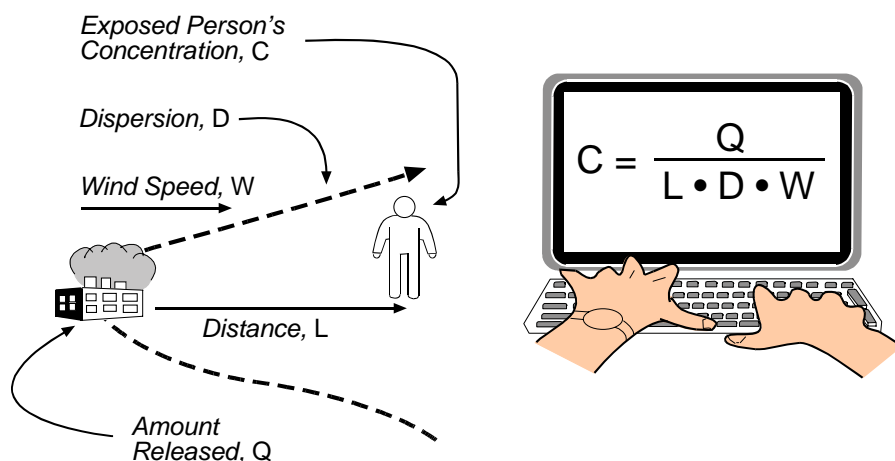 Exposed Person's
Concentration, C
Dispersion, D
Wind Speed, W
Distance, L
Amount
Released, Q
C = Q
L • D • W